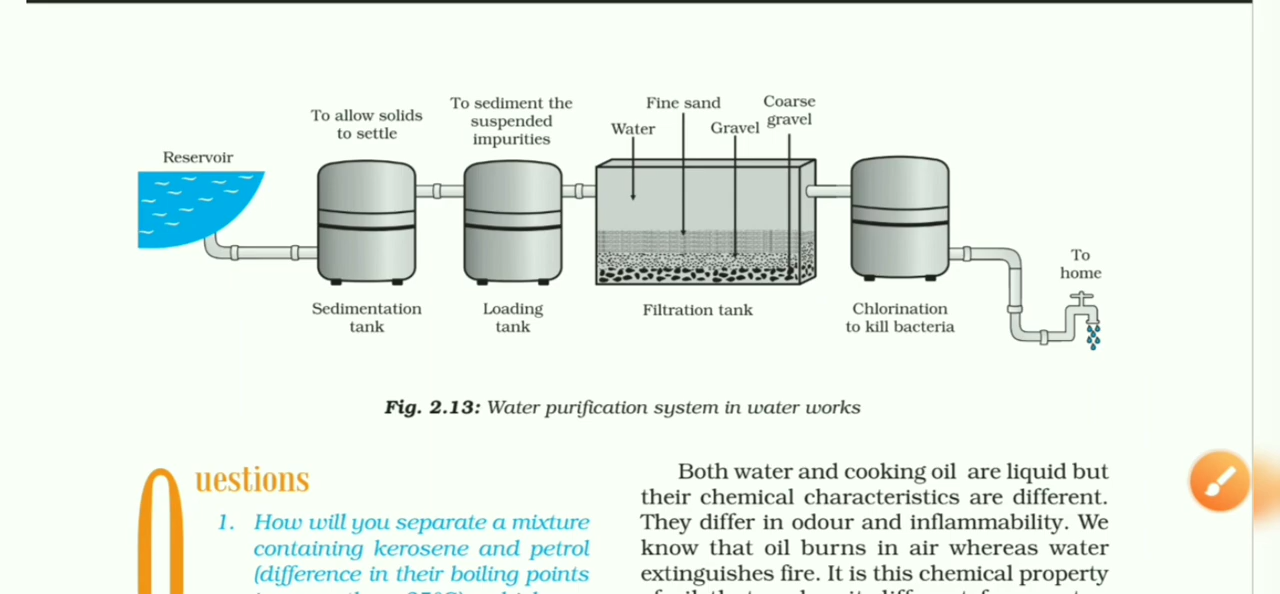 To allow solids
to settle
To sediment the
suspended
impurities
Fine sand
Coarse
gravel
Water
Gravel
Reservoir
To
home
Sedimentation
tank
Loading
tank
Filtration tank
Chlorination
to kill bacteria
Fig. 2.13: Water purification system in water works
Questions
1. How will you separate a mixture
containing kerosene and petrol
(difference in their boiling points
Both water and cooking oil are liquid but
their chemical characteristics are different.
They differ in odour and inflammability. We
know that oil burns in air whereas water
extinguishes fire. It is this chemical property